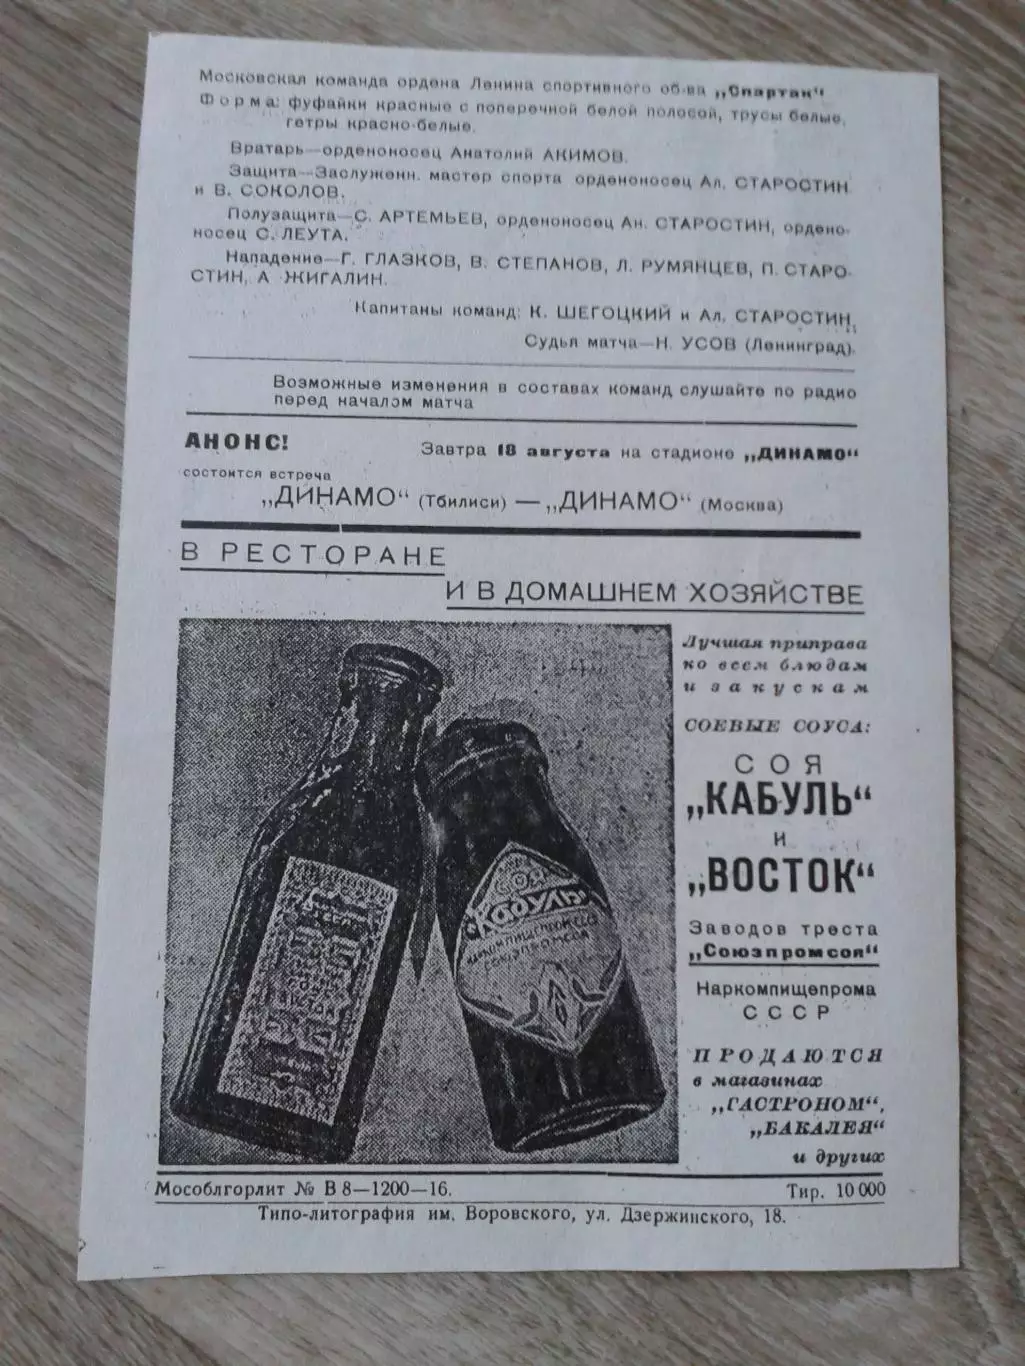 Московская команда ордена Ленина спортивного об-ва „Спартак“
Форма: фуфайки красные с поперечной белой полосой, трусы белые,
гетры красно-белые.
Вратарь—орденоносец Анатолий АКИМОВ.
Защита—Заслуженн. мастер спорта орденоносец Ал. СТАРОСТИН
и В. СОКОЛОВ.
Полузащита—С. АРТЕМЬЕВ, орденоносец Ан. СТАРОСТИН, ордено-
носец С. ЛЕУТА.
Нападение—Г. ГЛАЗКОВ, В. СТЕПАНОВ, Л. РУМЯНЦЕВ, П. СТАРО-
СТИН, А ЖИГАЛИН.
Капитаны команд: К. ШЕГОЦКИЙ и Ал. СТАРОСТИН.
Судья матча—Н. УСОВ (Ленинград).
Возможные изменения в составах команд слушайте по радио
перед началом матча
АНОНС! Завтра 18 августа на стадионе „ДИНАМО“
состоится встреча
„ДИНАМО“ (Тбилиси) — „ДИНАМО“ (Москва)
В РЕСТОРАНЕ
И В ДОМАШНЕМ ХОЗЯЙСТВЕ
Лучшая приправа
ко всем блюдам
и закускам
СОЕВЫЕ СОУСА:
СОЯ
„КАБУЛЬ“
и
„ВОСТОК“
Заводов треста
„Союзпромсоя“
Наркомпищепрома
СССР
ПРОДАЮТСЯ
в магазинах
„ГАСТРОНОМ“,
„БАКАЛЕЯ“
и других
СОЯ
Кабуль
НАРКОМПИЩЕПРОМ СССР
СОЮЗПРОМСОЯ
Мособлгорлит № В 8—1200—16. Тир. 10 000
Типо-литография им. Воровского, ул. Дзержинского, 18.